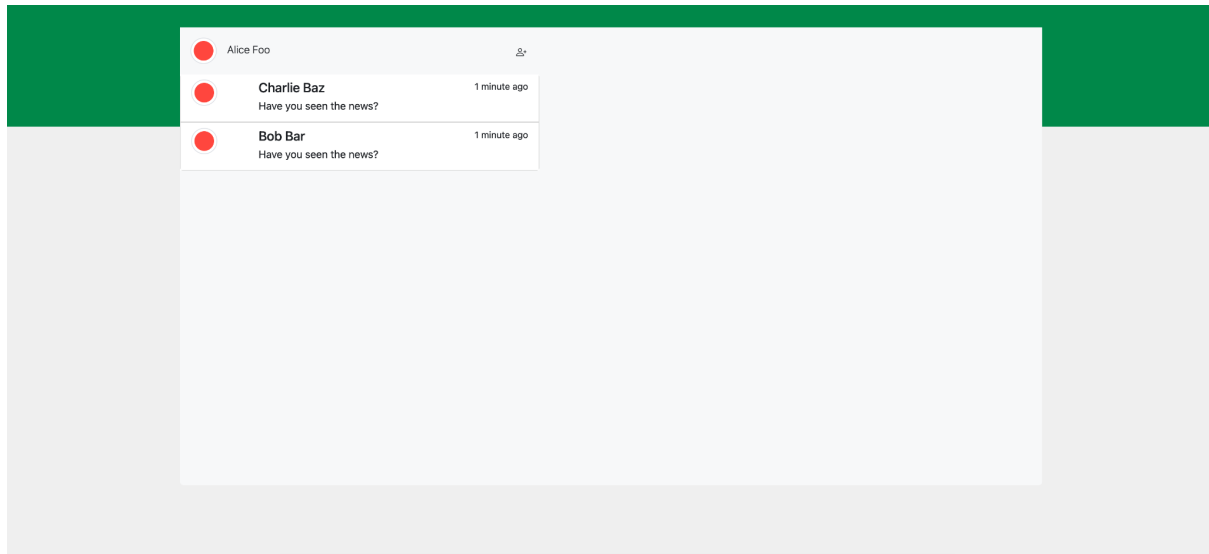 Alice Foo
Charlie Baz
1 minute ago
Have you seen the news?
Bob Bar
1 minute ago
Have you seen the news?